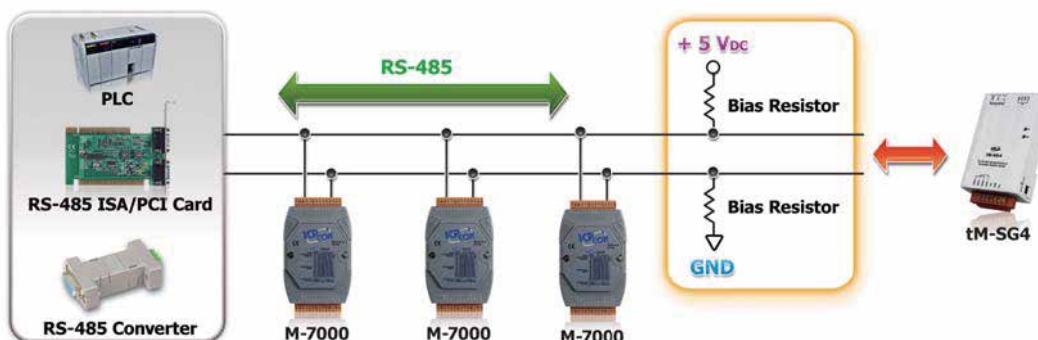 PLC
RS-485 ISA/PCI Card
RS-485 Converter
RS-485
M-7000
M-7000
M-7000
+ 5 VDC
Bias Resistor
Bias Resistor
GND
tM-SG4